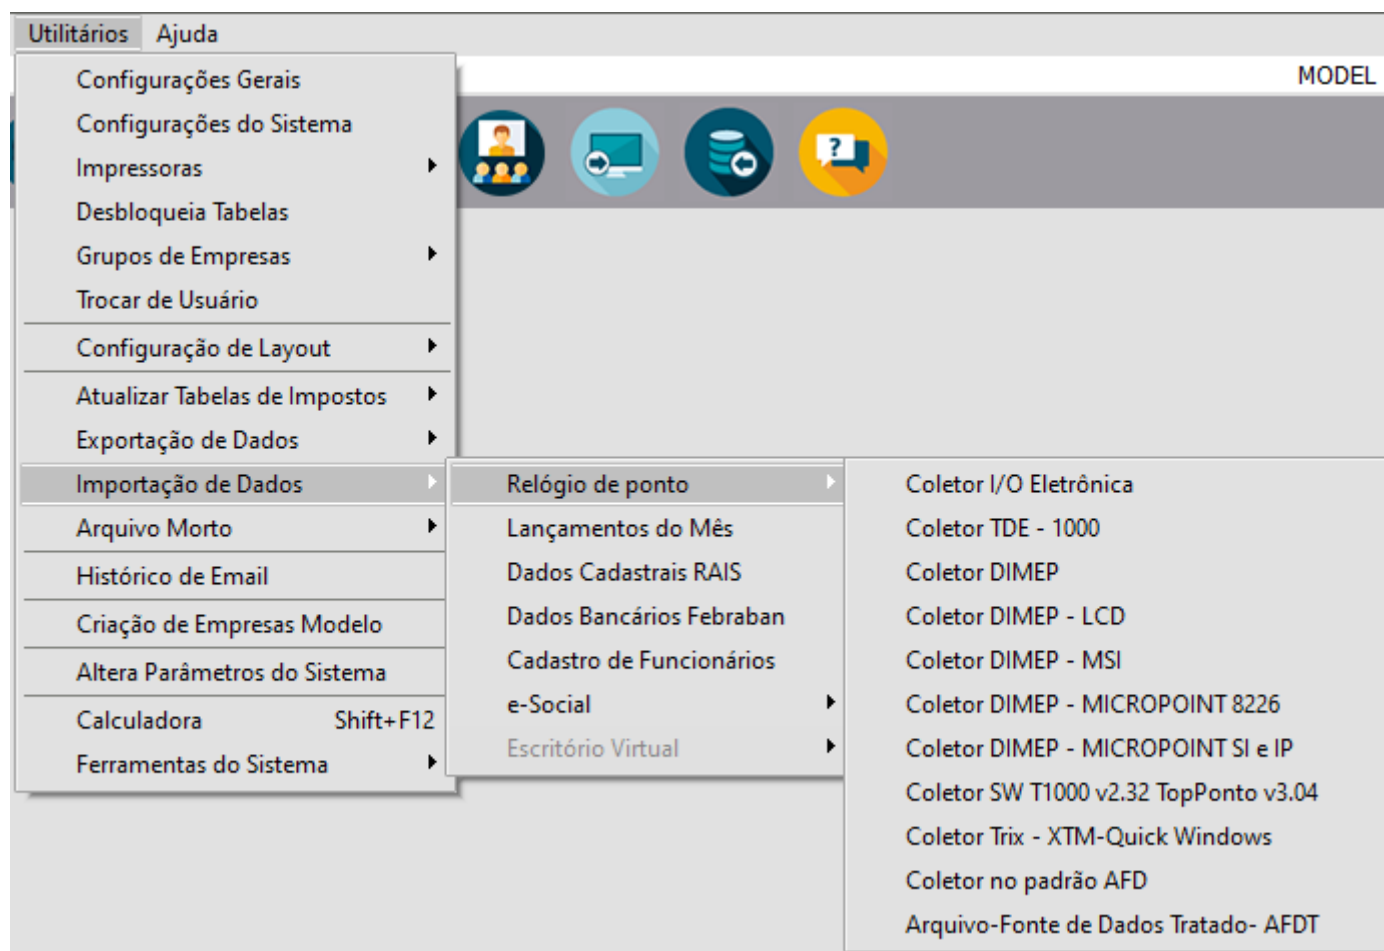 Utilitários Ajuda
MODEL
Configurações Gerais
Configurações do Sistema
Impressoras
Desbloqueia Tabelas
Grupos de Empresas
Trocar de Usuário
Configuração de Layout
Atualizar Tabelas de Impostos
Exportação de Dados
Importação de Dados
Arquivo Morto
Histórico de Email
Criação de Empresas Modelo
Altera Parâmetros do Sistema
Calculadora Shift+F12
Ferramentas do Sistema
Relógio de ponto
Lançamentos do Mês
Dados Cadastrais RAIS
Dados Bancários Febraban
Cadastro de Funcionários
e-Social
Escritório Virtual
Coletor I/O Eletrônica
Coletor TDE - 1000
Coletor DIMEP
Coletor DIMEP - LCD
Coletor DIMEP - MSI
Coletor DIMEP - MICROPOINT 8226
Coletor DIMEP - MICROPOINT SI e IP
Coletor SW T1000 v2.32 TopPonto v3.04
Coletor Trix - XTM-Quick Windows
Coletor no padrão AFD
Arquivo-Fonte de Dados Tratado- AFDT